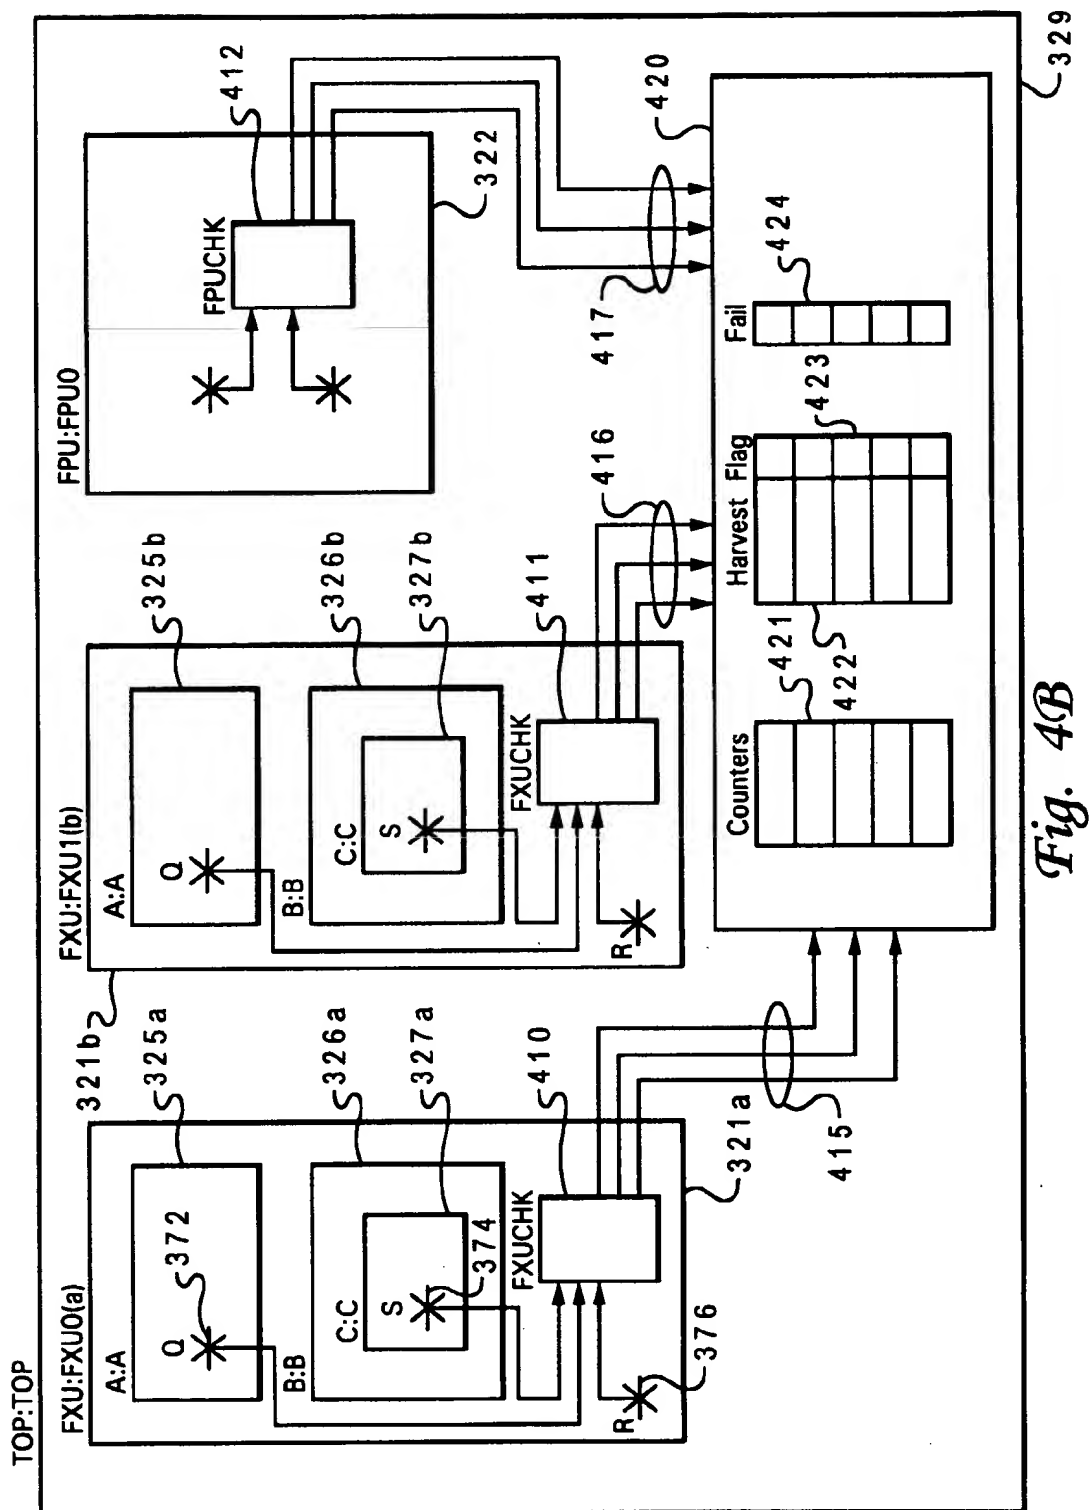 TOP:TOP
FXU:FXU0(a)
A:A
Q
372
325a
B:B
C:C
S
374
326a
327a
FXUCHK
410
R
376
321a
415
321b
FXU:FXU1(b)
A:A
Q
325b
B:B
C:C
S
326b
327b
FXUCHK
411
R
416
FPU:FPU0
FPUCHK
412
322
417
420
Counters
421
422
Harvest Flag
423
Fail
424
329
Fig. 4B